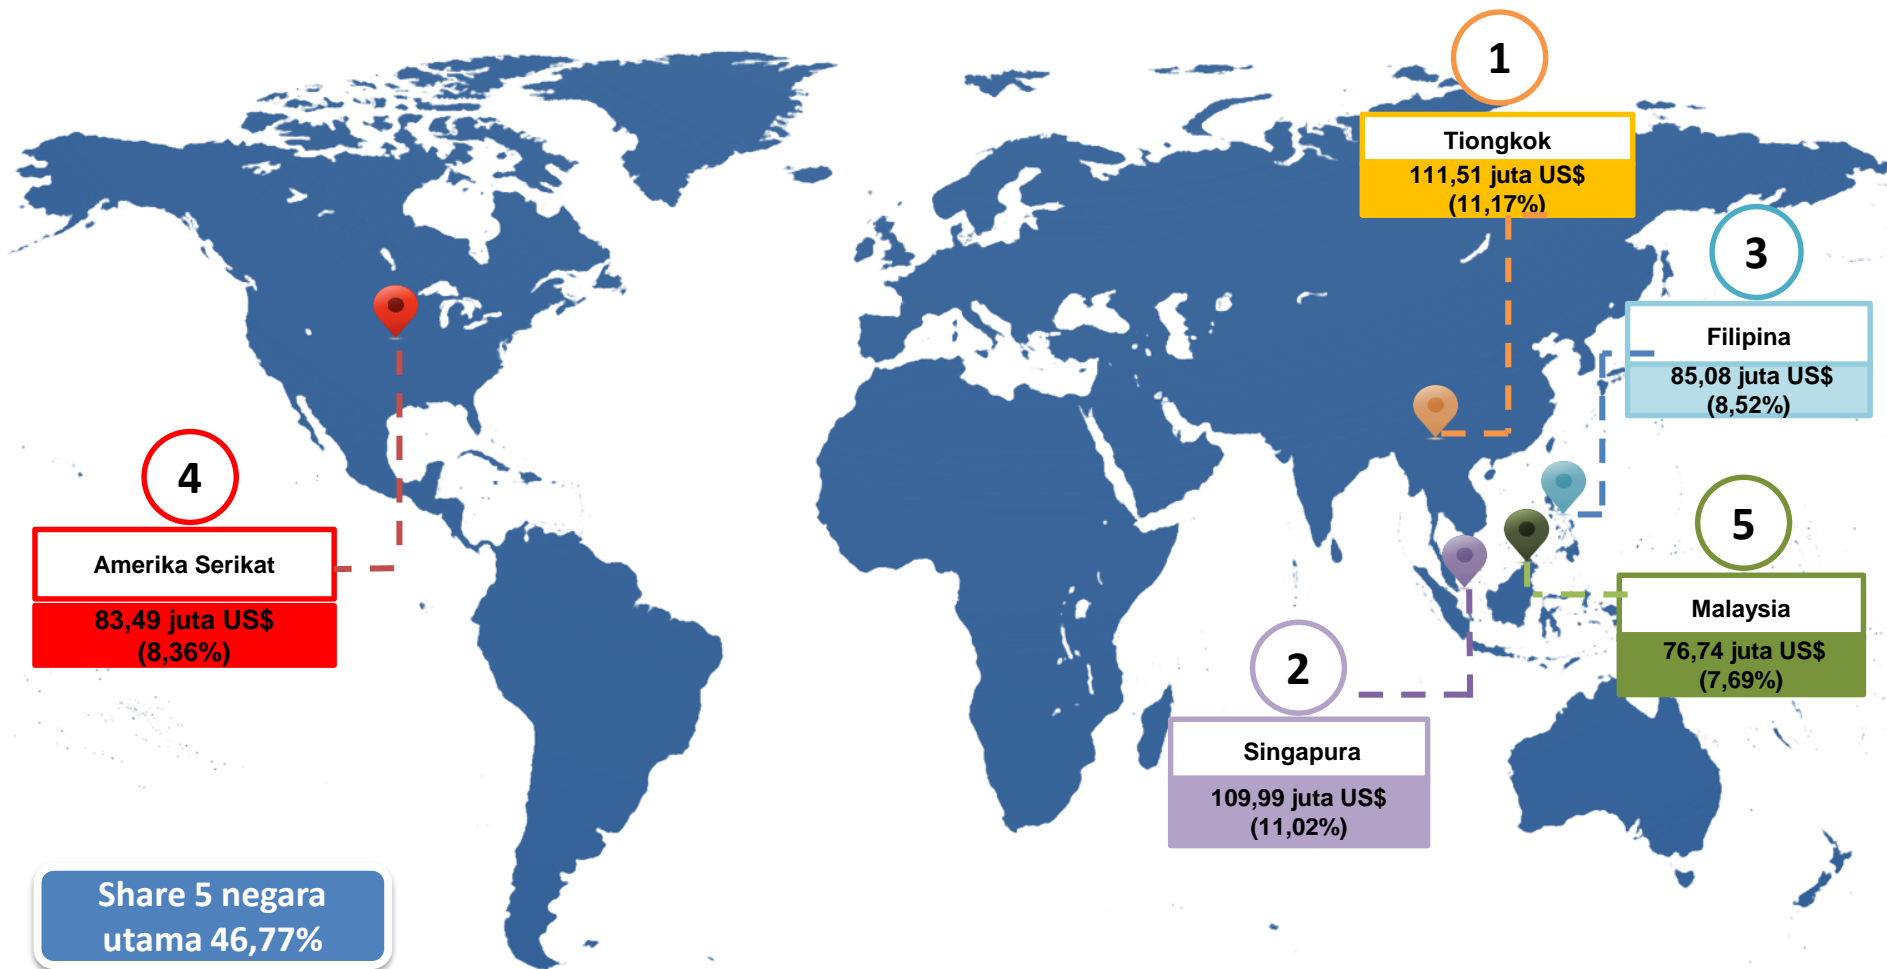 1
Tiongkok
111,51 juta US$
(11,17%)
3
Filipina
85,08 juta US$
(8,52%)
4
Amerika Serikat
83,49 juta US$
(8,36%)
5
Malaysia
76,74 juta US$
(7,69%)
2
Singapura
109,99 juta US$
(11,02%)
Share 5 negara
utama 46,77%